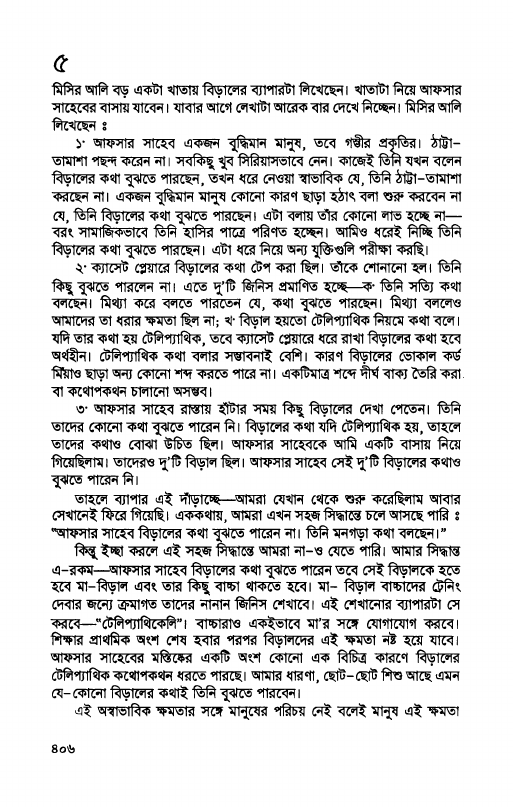 ৫
মিসির আলি বড় একটা খাতায় বিড়ালের ব্যাপারটা লিখেছেন। খাতাটা নিয়ে আফসার
সাহেবের বাসায় যাবেন। যাবার আগে লেখাটা আরেক বার দেখে নিচ্ছেন। মিসির আলি
লিখেছেন ঃ
১· আফসার সাহেব একজন বুদ্ধিমান মানুষ, তবে গম্ভীর প্রকৃতির। ঠাট্টা–
তামাশা পছন্দ করেন না। সবকিছু খুব সিরিয়াসভাবে নেন। কাজেই তিনি যখন বলেন
বিড়ালের কথা বুঝতে পারছেন, তখন ধরে নেওয়া স্বাভাবিক যে, তিনি ঠাট্টা–তামাশা
করছেন না। একজন বুদ্ধিমান মানুষ কোনো কারণ ছাড়া হঠাৎ বলা শুরু করবেন না
যে, তিনি বিড়ালের কথা বুঝতে পারছেন। এটা বলায় তাঁর কোনো লাভ হচ্ছে না—
বরং সামাজিকভাবে তিনি হাসির পাত্রে পরিণত হচ্ছেন। আমিও ধরেই নিচ্ছি তিনি
বিড়ালের কথা বুঝতে পারছেন। এটা ধরে নিয়ে অন্য যুক্তিগুলি পরীক্ষা করছি।
২· ক্যাসেট প্লেয়ারে বিড়ালের কথা টেপ করা ছিল। তাঁকে শোনানো হল। তিনি
কিছু বুঝতে পারলেন না। এতে দু'টি জিনিস প্রমাণিত হচ্ছে—ক· তিনি সত্যি কথা
বলছেন। মিথ্যা করে বলতে পারতেন যে, কথা বুঝতে পারছেন। মিথ্যা বললেও
আমাদের তা ধরার ক্ষমতা ছিল না; খ· বিড়াল হয়তো টেলিপ্যাথিক নিয়মে কথা বলে।
যদি তার কথা হয় টেলিপ্যাথিক, তবে ক্যাসেট প্লেয়ারে ধরে রাখা বিড়ালের কথা হবে
অর্থহীন। টেলিপ্যাথিক কথা বলার সম্ভাবনাই বেশি। কারণ বিড়ালের ভোকাল কর্ড
মিঁয়াও ছাড়া অন্য কোনো শব্দ করতে পারে না। একটিমাত্র শব্দে দীর্ঘ বাক্য তৈরি করা
বা কথোপকথন চালানো অসম্ভব।
৩· আফসার সাহেব রাস্তায় হাঁটার সময় কিছু বিড়ালের দেখা পেতেন। তিনি
তাদের কোনো কথা বুঝতে পারেন নি। বিড়ালের কথা যদি টেলিপ্যাথিক হয়, তাহলে
তাদের কথাও বোঝা উচিত ছিল। আফসার সাহেবকে আমি একটি বাসায় নিয়ে
গিয়েছিলাম। তাদেরও দু'টি বিড়াল ছিল। আফসার সাহেব সেই দু'টি বিড়ালের কথাও
বুঝতে পারেন নি।
তাহলে ব্যাপার এই দাঁড়াচ্ছে—আমরা যেখান থেকে শুরু করেছিলাম আবার
সেখানেই ফিরে গিয়েছি। এককথায়, আমরা এখন সহজ সিদ্ধান্তে চলে আসছে পারি ঃ
"আফসার সাহেব বিড়ালের কথা বুঝতে পারেন না। তিনি মনগড়া কথা বলছেন।"
কিন্তু ইচ্ছা করলে এই সহজ সিদ্ধান্তে আমরা না–ও যেতে পারি। আমার সিদ্ধান্ত
এ–রকম—আফসার সাহেব বিড়ালের কথা বুঝতে পারেন তবে সেই বিড়ালকে হতে
হবে মা–বিড়াল এবং তার কিছু বাচ্চা থাকতে হবে। মা– বিড়াল বাচ্চাদের ট্রেনিং
দেবার জন্যে ক্রমাগত তাদের নানান জিনিস শেখাবে। এই শেখানোর ব্যাপারটা সে
করবে—"টেলিপ্যাথিকেলি"। বাচ্চারাও একইভাবে মা'র সঙ্গে যোগাযোগ করবে।
শিক্ষার প্রাথমিক অংশ শেষ হবার পরপর বিড়ালদের এই ক্ষমতা নষ্ট হয়ে যাবে।
আফসার সাহেবের মস্তিষ্কের একটি অংশ কোনো এক বিচিত্র কারণে বিড়ালের
টেলিপ্যাথিক কথোপকথন ধরতে পারছে। আমার ধারণা, ছোট–ছোট শিশু আছে এমন
যে–কোনো বিড়ালের কথাই তিনি বুঝতে পারবেন।
এই অস্বাভাবিক ক্ষমতার সঙ্গে মানুষের পরিচয় নেই বলেই মানুষ এই ক্ষমতা
৪০৬